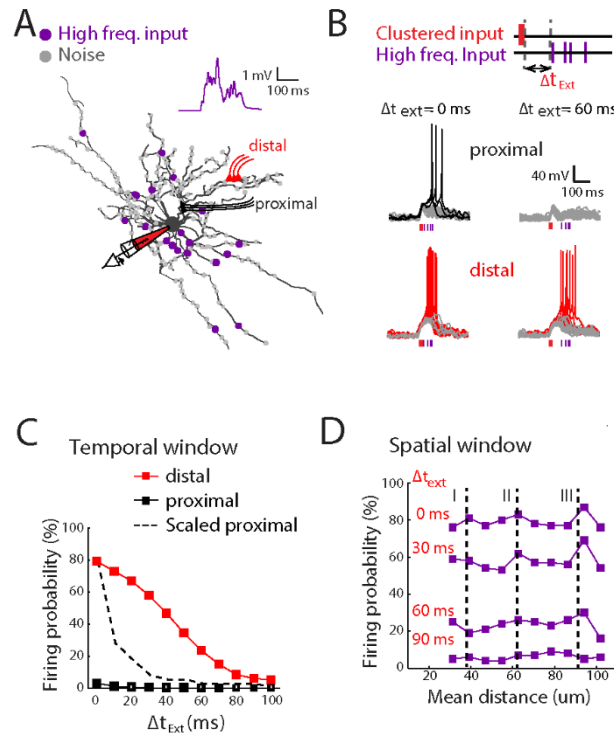 A
High freq. input
Noise
1 mV
100 ms
distal
proximal
B
Clustered input
High freq. Input
Δt Ext
Δt ext= 0 ms
Δt ext= 60 ms
proximal
40 mV
100 ms
distal
C
Temporal window
distal
proximal
Scaled proximal
Firing probability (%)
100
80
60
40
20
0
0 20 40 60 80 100
Δt Ext (ms)
D
Spatial window
Δt ext
I II III
0 ms
30 ms
60 ms
90 ms
Firing probability (%)
100
80
60
40
20
0
20 40 60 80 100
Mean distance (um)